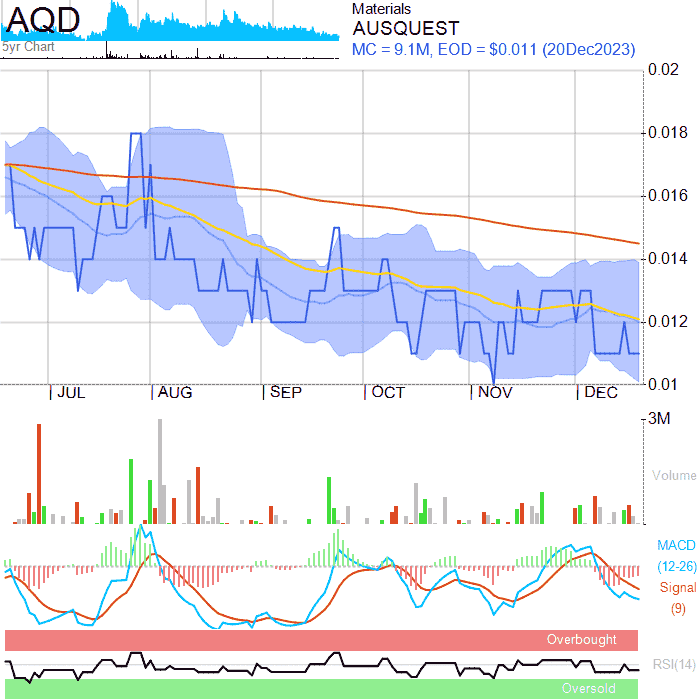 AQD
5yr Chart
Materials
AUSQUEST
MC = 9.1M, EOD = $0.011 (20Dec2023)
0.02
0.018
0.016
0.014
0.012
0.01
JUL AUG SEP OCT NOV DEC
3M
Volume
MACD
(12-26)
Signal
(9)
Overbought
RSI(14)
Oversold